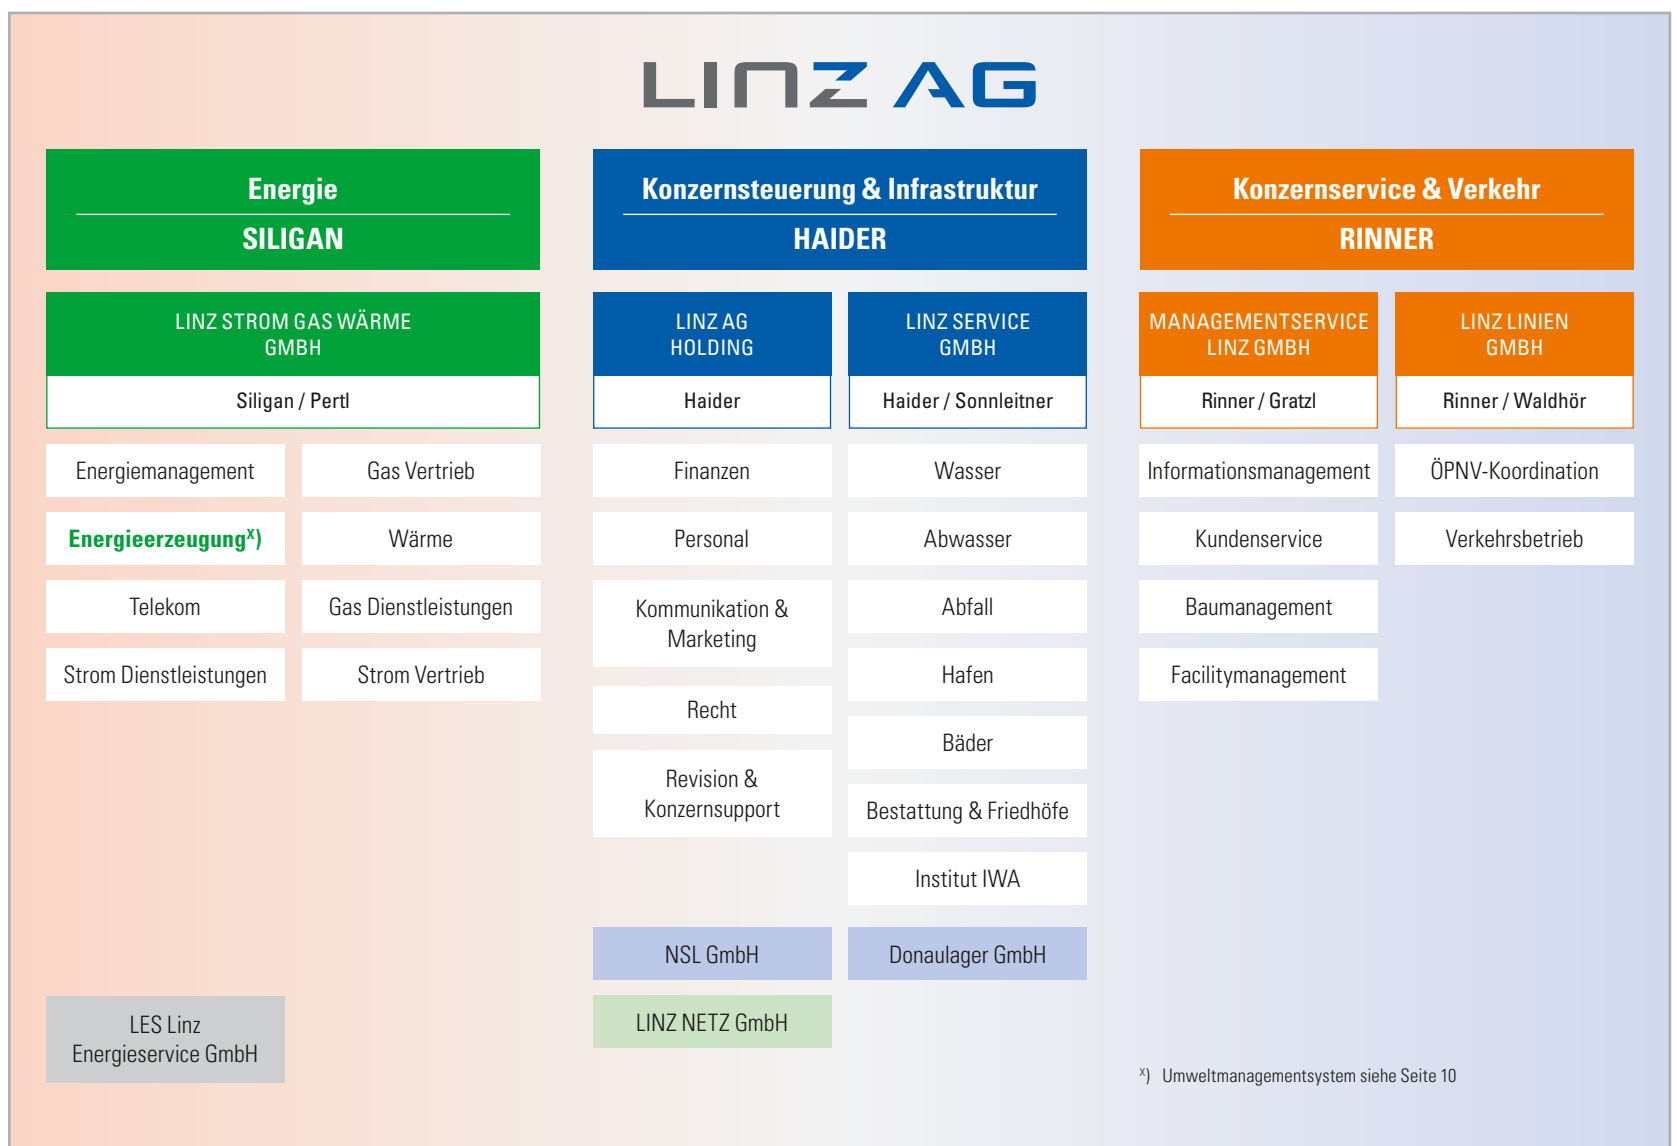 LINZ AG
Energie
SILIGAN
LINZ STROM GAS WÄRME
GMBH
Siligan / Pertl
Energiemanagement
Energieerzeugungˣ⁾
Telekom
Strom Dienstleistungen
Gas Vertrieb
Wärme
Gas Dienstleistungen
Strom Vertrieb
LES Linz
Energieservice GmbH
Konzernsteuerung & Infrastruktur
HAIDER
LINZ AG
HOLDING
Haider
Finanzen
Personal
Kommunikation &
Marketing
Recht
Revision &
Konzernsupport
NSL GmbH
LINZ NETZ GmbH
LINZ SERVICE
GMBH
Haider / Sonnleitner
Wasser
Abwasser
Abfall
Hafen
Bäder
Bestattung & Friedhöfe
Institut IWA
Donaulager GmbH
Konzernservice & Verkehr
RINNER
MANAGEMENTSERVICE
LINZ GMBH
Rinner / Gratzl
Informationsmanagement
Kundenservice
Baumanagement
Facilitymanagement
LINZ LINIEN
GMBH
Rinner / Waldhör
ÖPNV-Koordination
Verkehrsbetrieb
ˣ⁾ Umweltmanagementsystem siehe Seite 10